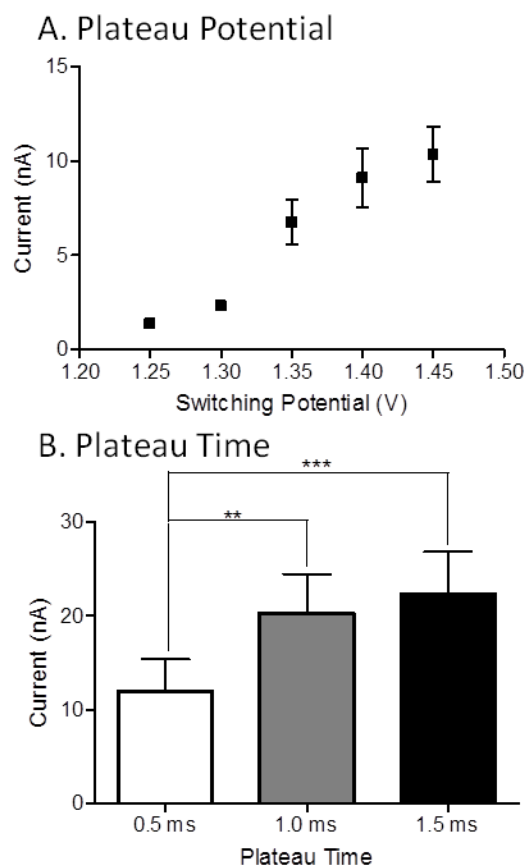 A. Plateau Potential
15
10
5
0
Current (nA)
1.20 1.25 1.30 1.35 1.40 1.45 1.50
Switching Potential (V)
B. Plateau Time
***
**
30
20
10
0
Current (nA)
0.5 ms 1.0 ms 1.5 ms
Plateau Time